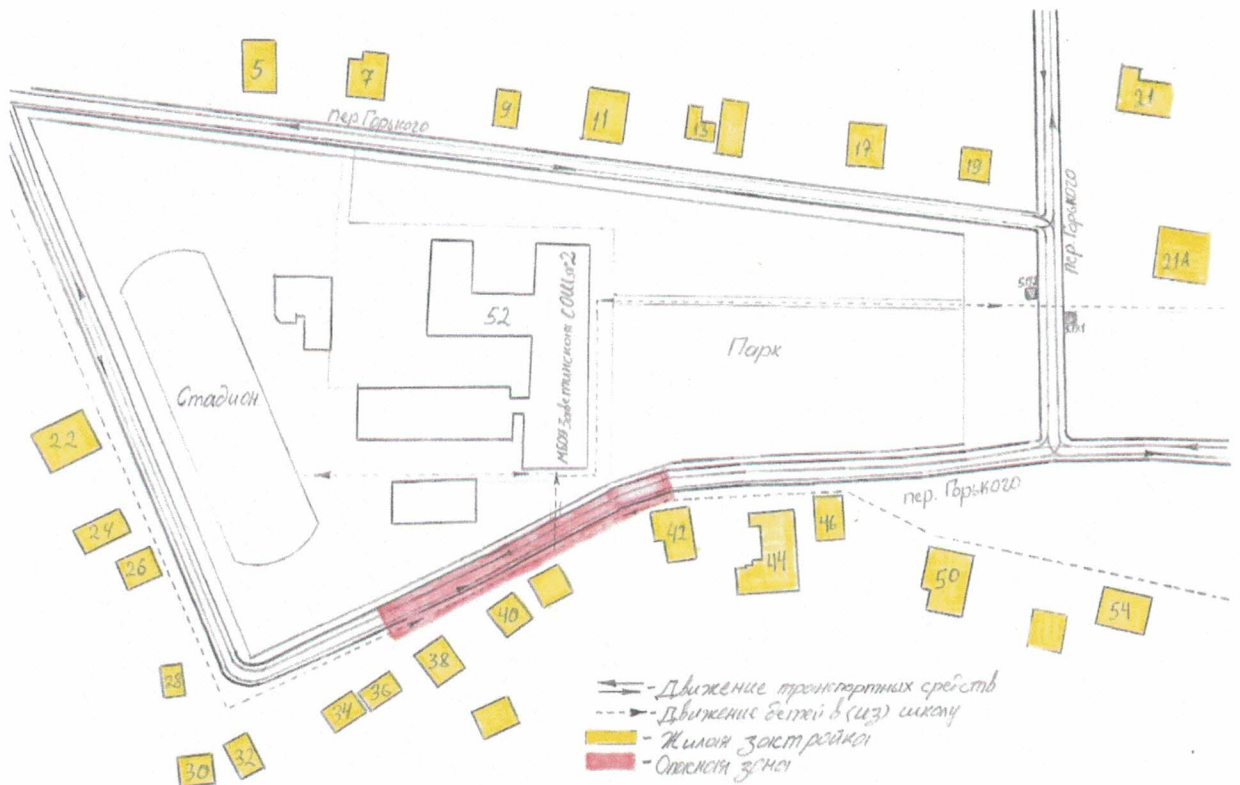 5
7
9
11
13
17
19
21
пер. Горького
пер. Горького
21А
52
МБОУ Заветинская СОШ №2
Парк
Стадион
22
24
26
28
30
32
34
36
38
40
42
44
46
50
54
пер. Горького
- Движение транспортных средств
- Движение детей в (из) школу
- Жилая застройка
- Опасная зона